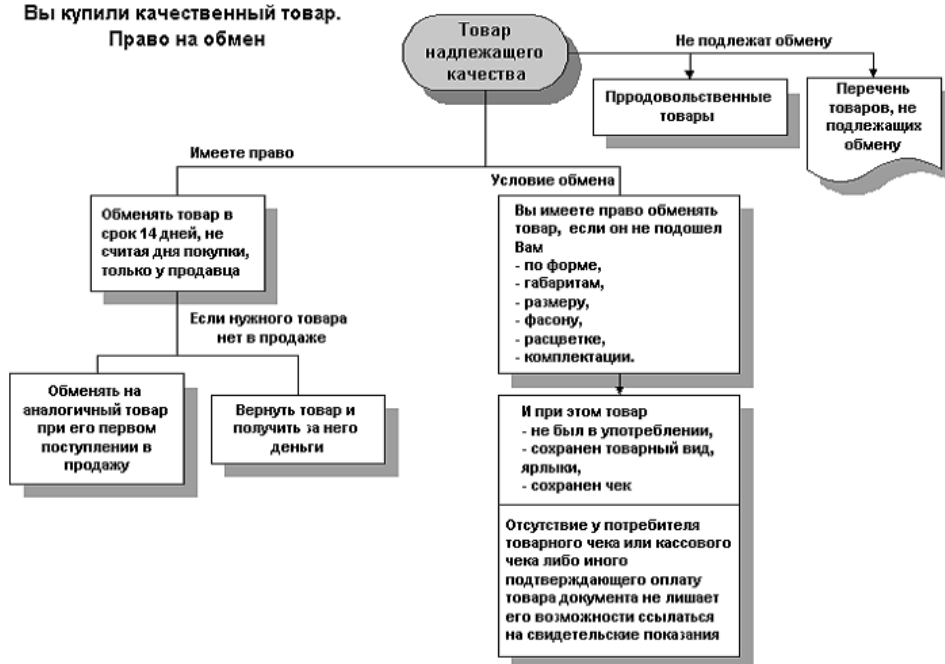 Вы купили качественный товар.
Право на обмен
Товар
надлежащего
качества
Не подлежат обмену
Прродовольственные
товары
Перечень
товаров, не
подлежащих
обмену
Имеете право
Условие обмена
Обменять товар в
срок 14 дней, не
считая дня покупки,
только у продавца
Вы имеете право обменять
товар, если он не подошел
Вам
- по форме,
- габаритам,
- размеру,
- фасону,
- расцветке,
- комплектации.
Если нужного товара
нет в продаже
Обменять на
аналогичный товар
при его первом
поступлении в
продажу
Вернуть товар и
получить за него
деньги
И при этом товар
- не был в употреблении,
- сохранен товарный вид,
ярлыки,
- сохранен чек
Отсутствие у потребителя
товарного чека или кассового
чека либо иного
подтверждающего оплату
товара документа не лишает
его возможности ссылаться
на свидетельские показания